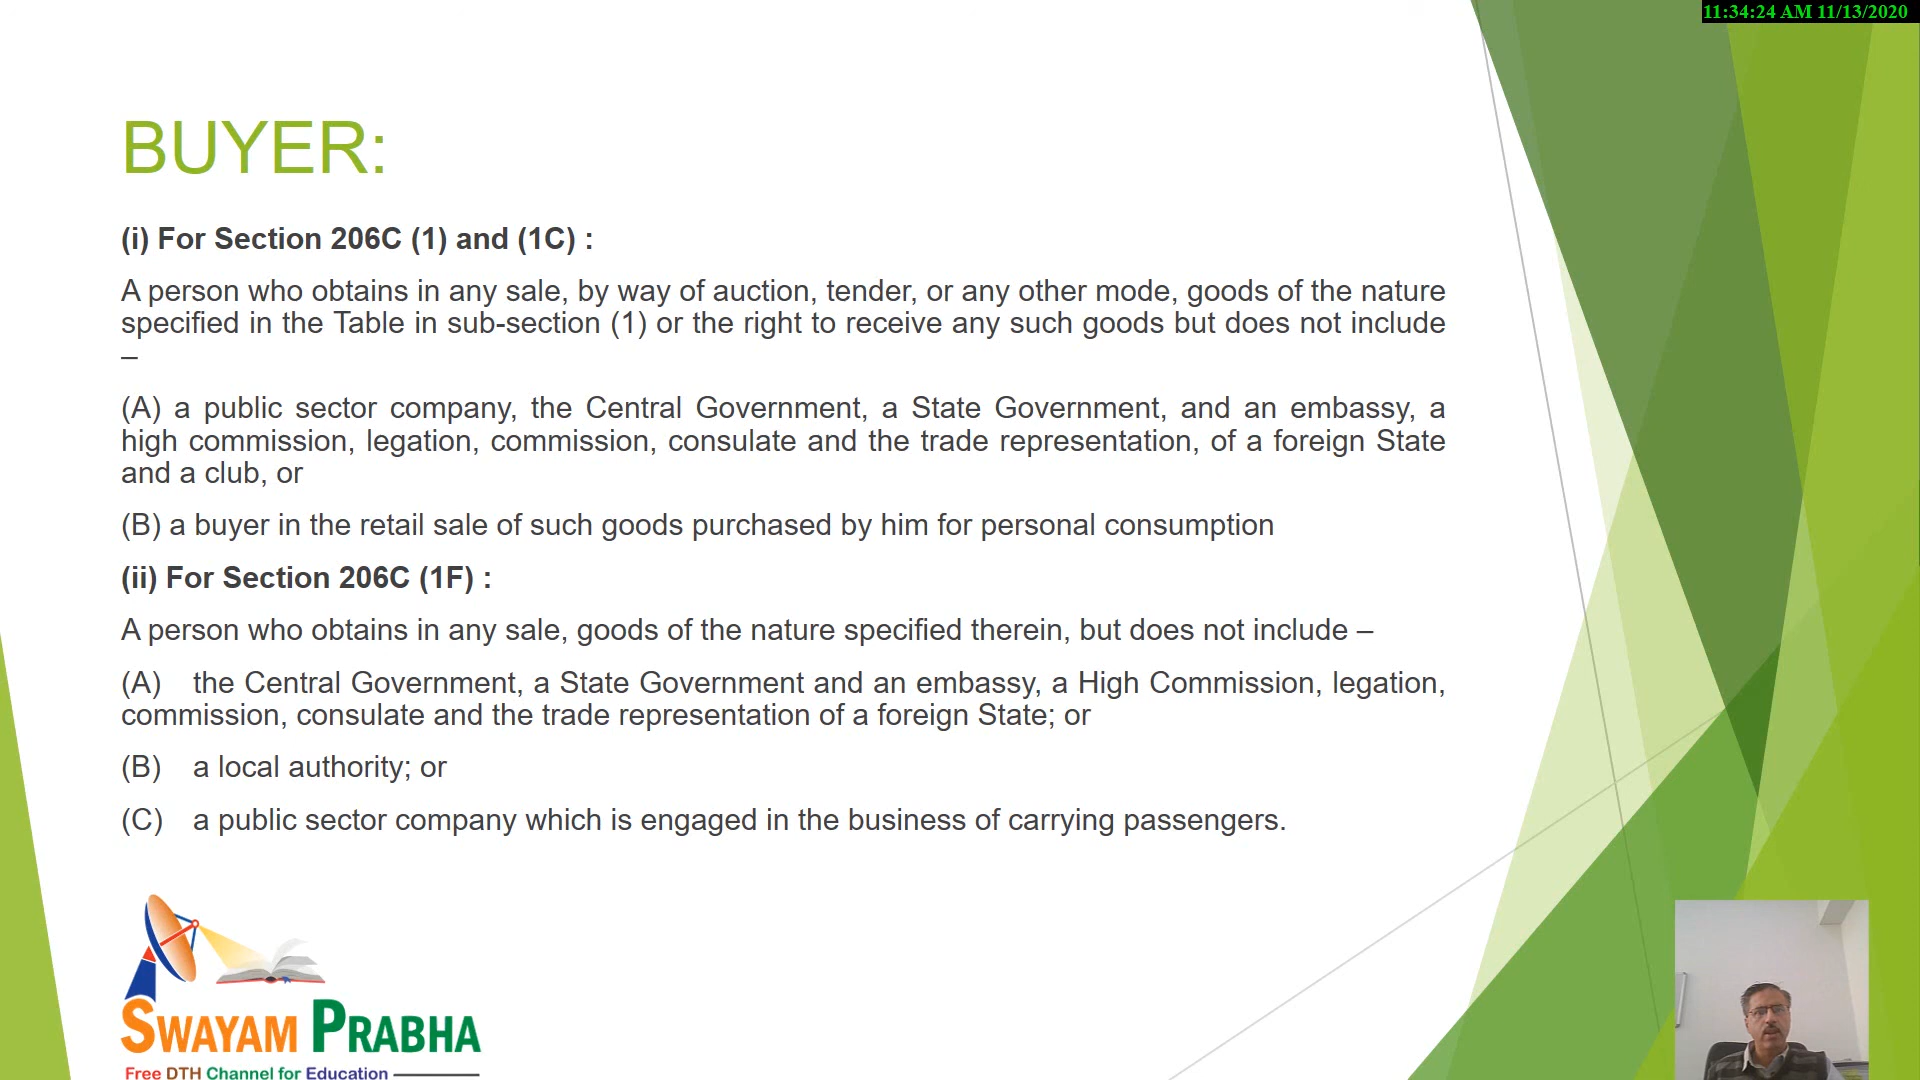 11:34:24 AM 11/13/2020
BUYER:
(i) For Section 206C (1) and (1C) :
A person who obtains in any sale, by way of auction, tender, or any other mode, goods of the nature
specified in the Table in sub-section (1) or the right to receive any such goods but does not include
–
(A) a public sector company, the Central Government, a State Government, and an embassy, a
high commission, legation, commission, consulate and the trade representation, of a foreign State
and a club, or
(B) a buyer in the retail sale of such goods purchased by him for personal consumption
(ii) For Section 206C (1F) :
A person who obtains in any sale, goods of the nature specified therein, but does not include –
(A) the Central Government, a State Government and an embassy, a High Commission, legation,
commission, consulate and the trade representation of a foreign State; or
(B) a local authority; or
(C) a public sector company which is engaged in the business of carrying passengers.
SWAYAM PRABHA
Free DTH Channel for Education